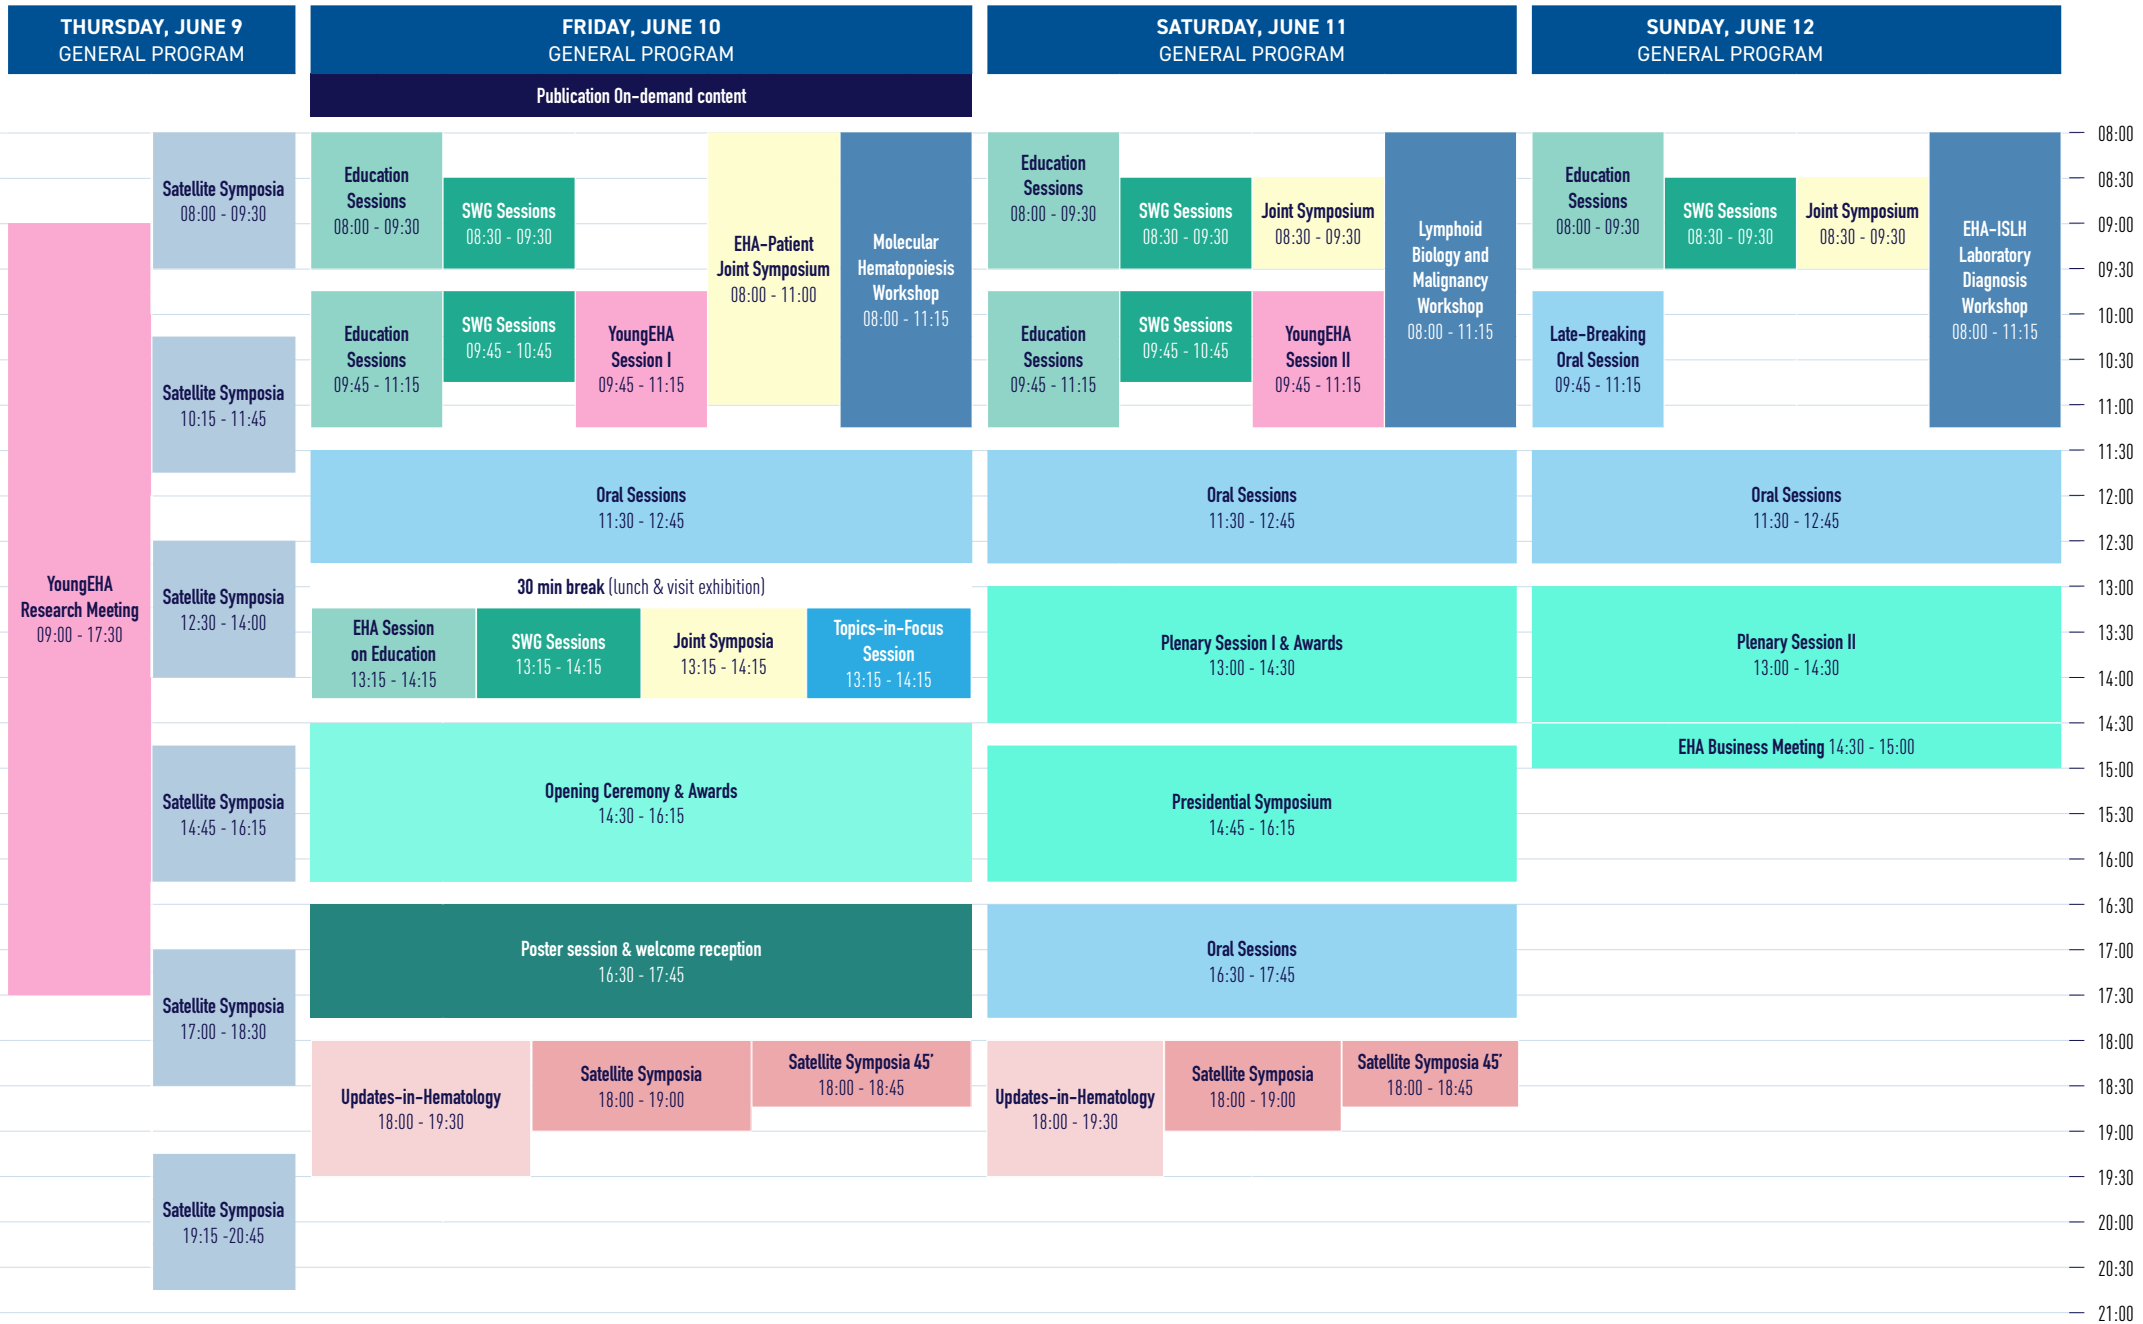 THURSDAY, JUNE 9
GENERAL PROGRAM
Satellite Symposia
08:00 - 09:30
YoungEHA
Research Meeting
09:00 - 17:30
Satellite Symposia
10:15 - 11:45
Satellite Symposia
12:30 - 14:00
Satellite Symposia
14:45 - 16:15
Satellite Symposia
17:00 - 18:30
Satellite Symposia
19:15 -20:45
FRIDAY, JUNE 10
GENERAL PROGRAM
Publication On-demand content
Education
Sessions
08:00 - 09:30
SWG Sessions
08:30 - 09:30
EHA-Patient
Joint Symposium
08:00 - 11:00
Molecular
Hematopoiesis
Workshop
08:00 - 11:15
Education
Sessions
09:45 - 11:15
SWG Sessions
09:45 - 10:45
YoungEHA
Session I
09:45 - 11:15
Oral Sessions
11:30 - 12:45
30 min break (lunch & visit exhibition)
EHA Session
on Education
13:15 - 14:15
SWG Sessions
13:15 - 14:15
Joint Symposia
13:15 - 14:15
Topics-in-Focus
Session
13:15 - 14:15
Opening Ceremony & Awards
14:30 - 16:15
Poster session & welcome reception
16:30 - 17:45
Updates-in-Hematology
18:00 - 19:30
Satellite Symposia
18:00 - 19:00
Satellite Symposia 45'
18:00 - 18:45
SATURDAY, JUNE 11
GENERAL PROGRAM
Education
Sessions
08:00 - 09:30
SWG Sessions
08:30 - 09:30
Joint Symposium
08:30 - 09:30
Lymphoid
Biology and
Malignancy
Workshop
08:00 - 11:15
Education
Sessions
09:45 - 11:15
SWG Sessions
09:45 - 10:45
YoungEHA
Session II
09:45 - 11:15
Oral Sessions
11:30 - 12:45
Plenary Session I & Awards
13:00 - 14:30
Presidential Symposium
14:45 - 16:15
Oral Sessions
16:30 - 17:45
Updates-in-Hematology
18:00 - 19:30
Satellite Symposia
18:00 - 19:00
Satellite Symposia 45'
18:00 - 18:45
SUNDAY, JUNE 12
GENERAL PROGRAM
Education
Sessions
08:00 - 09:30
SWG Sessions
08:30 - 09:30
Joint Symposium
08:30 - 09:30
EHA-ISLH
Laboratory
Diagnosis
Workshop
08:00 - 11:15
Late-Breaking
Oral Session
09:45 - 11:15
Oral Sessions
11:30 - 12:45
Plenary Session II
13:00 - 14:30
EHA Business Meeting 14:30 - 15:00
08:00
08:30
09:00
09:30
10:00
10:30
11:00
11:30
12:00
12:30
13:00
13:30
14:00
14:30
15:00
15:30
16:00
16:30
17:00
17:30
18:00
18:30
19:00
19:30
20:00
20:30
21:00